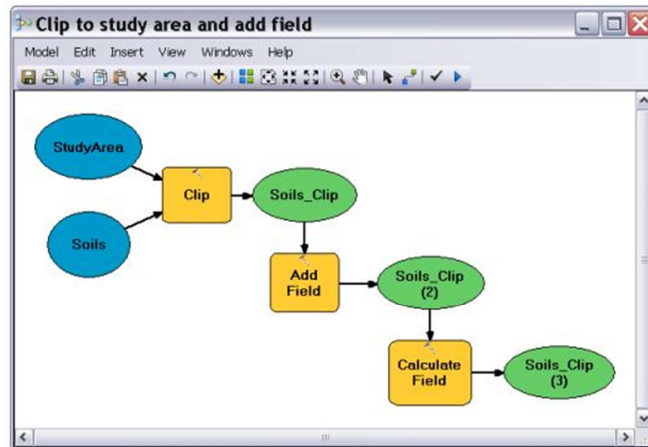 Clip to study area and add field
Model Edit Insert View Windows Help
StudyArea
Clip
Soils_Clip
Soils
Add
Field
Soils_Clip
(2)
Calculate
Field
Soils_Clip
(3)